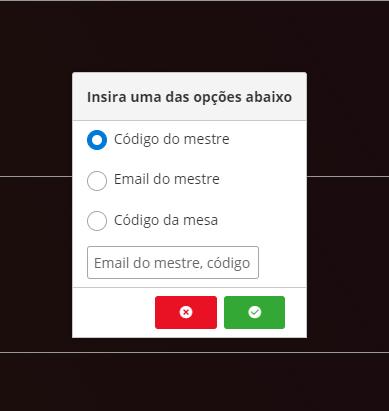 Insira uma das opções abaixo
Código do mestre
Email do mestre
Código da mesa
Email do mestre, código